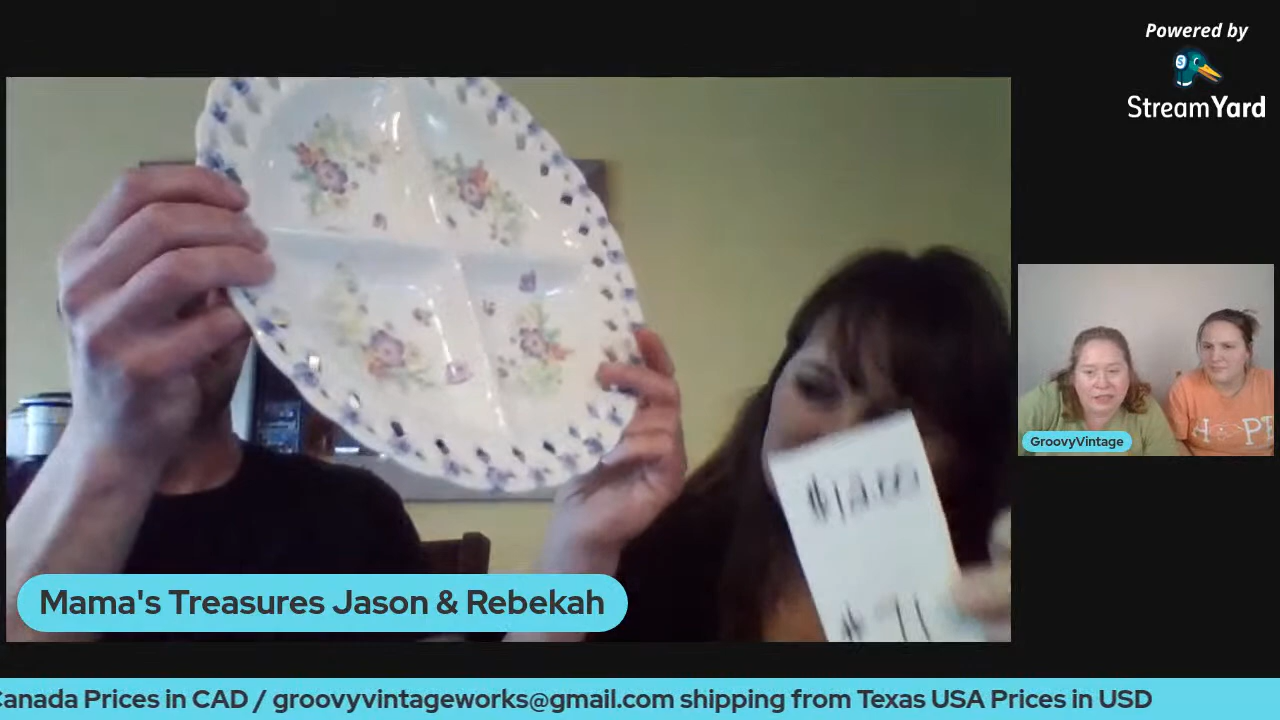 Powered by
StreamYard
GroovyVintage
HOPE
Mama's Treasures Jason & Rebekah
Canada Prices in CAD / groovyvintageworks@gmail.com shipping from Texas USA Prices in USD